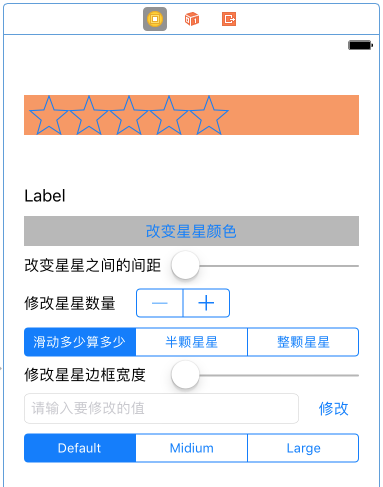 Label
改变星星颜色
改变星星之间的间距
修改星星数量
滑动多少算多少 半颗星星 整颗星星
修改星星边框宽度
请输入要修改的值 修改
Default Midium Large